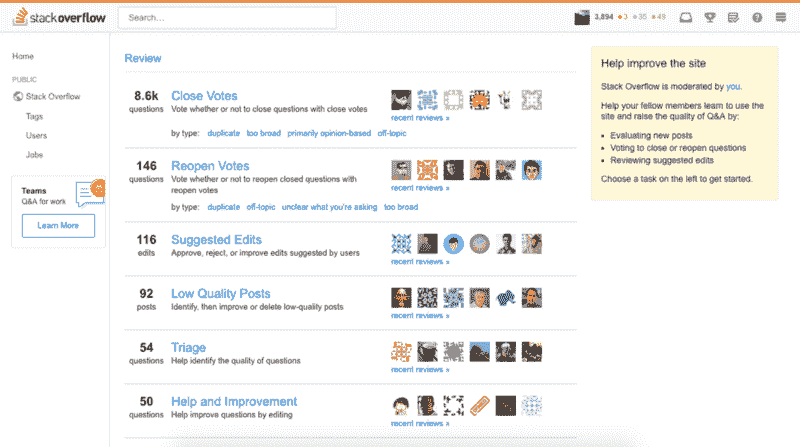 stackoverflow
Search...
3,894 3 35 49
Home
PUBLIC
Stack Overflow
Tags
Users
Jobs
Teams
Q&A for work
Learn More
Review
8.6k
questions
Close Votes
Vote whether or not to close questions with close votes
by type: duplicate too broad primarily opinion-based off-topic
recent reviews »
146
questions
Reopen Votes
Vote whether or not to reopen closed questions with
reopen votes
by type: duplicate off-topic unclear what you're asking too broad
recent reviews »
116
edits
Suggested Edits
Approve, reject, or improve edits suggested by users
recent reviews »
92
posts
Low Quality Posts
Identify, then improve or delete low-quality posts
recent reviews »
54
questions
Triage
Help identify the quality of questions
recent reviews »
50
questions
Help and Improvement
Help improve questions by editing
recent reviews »
Help improve the site
Stack Overflow is moderated by you.
Help your fellow members learn to use the
site and raise the quality of Q&A by:
Evaluating new posts
Voting to close or reopen questions
Reviewing suggested edits
Choose a task on the left to get started.